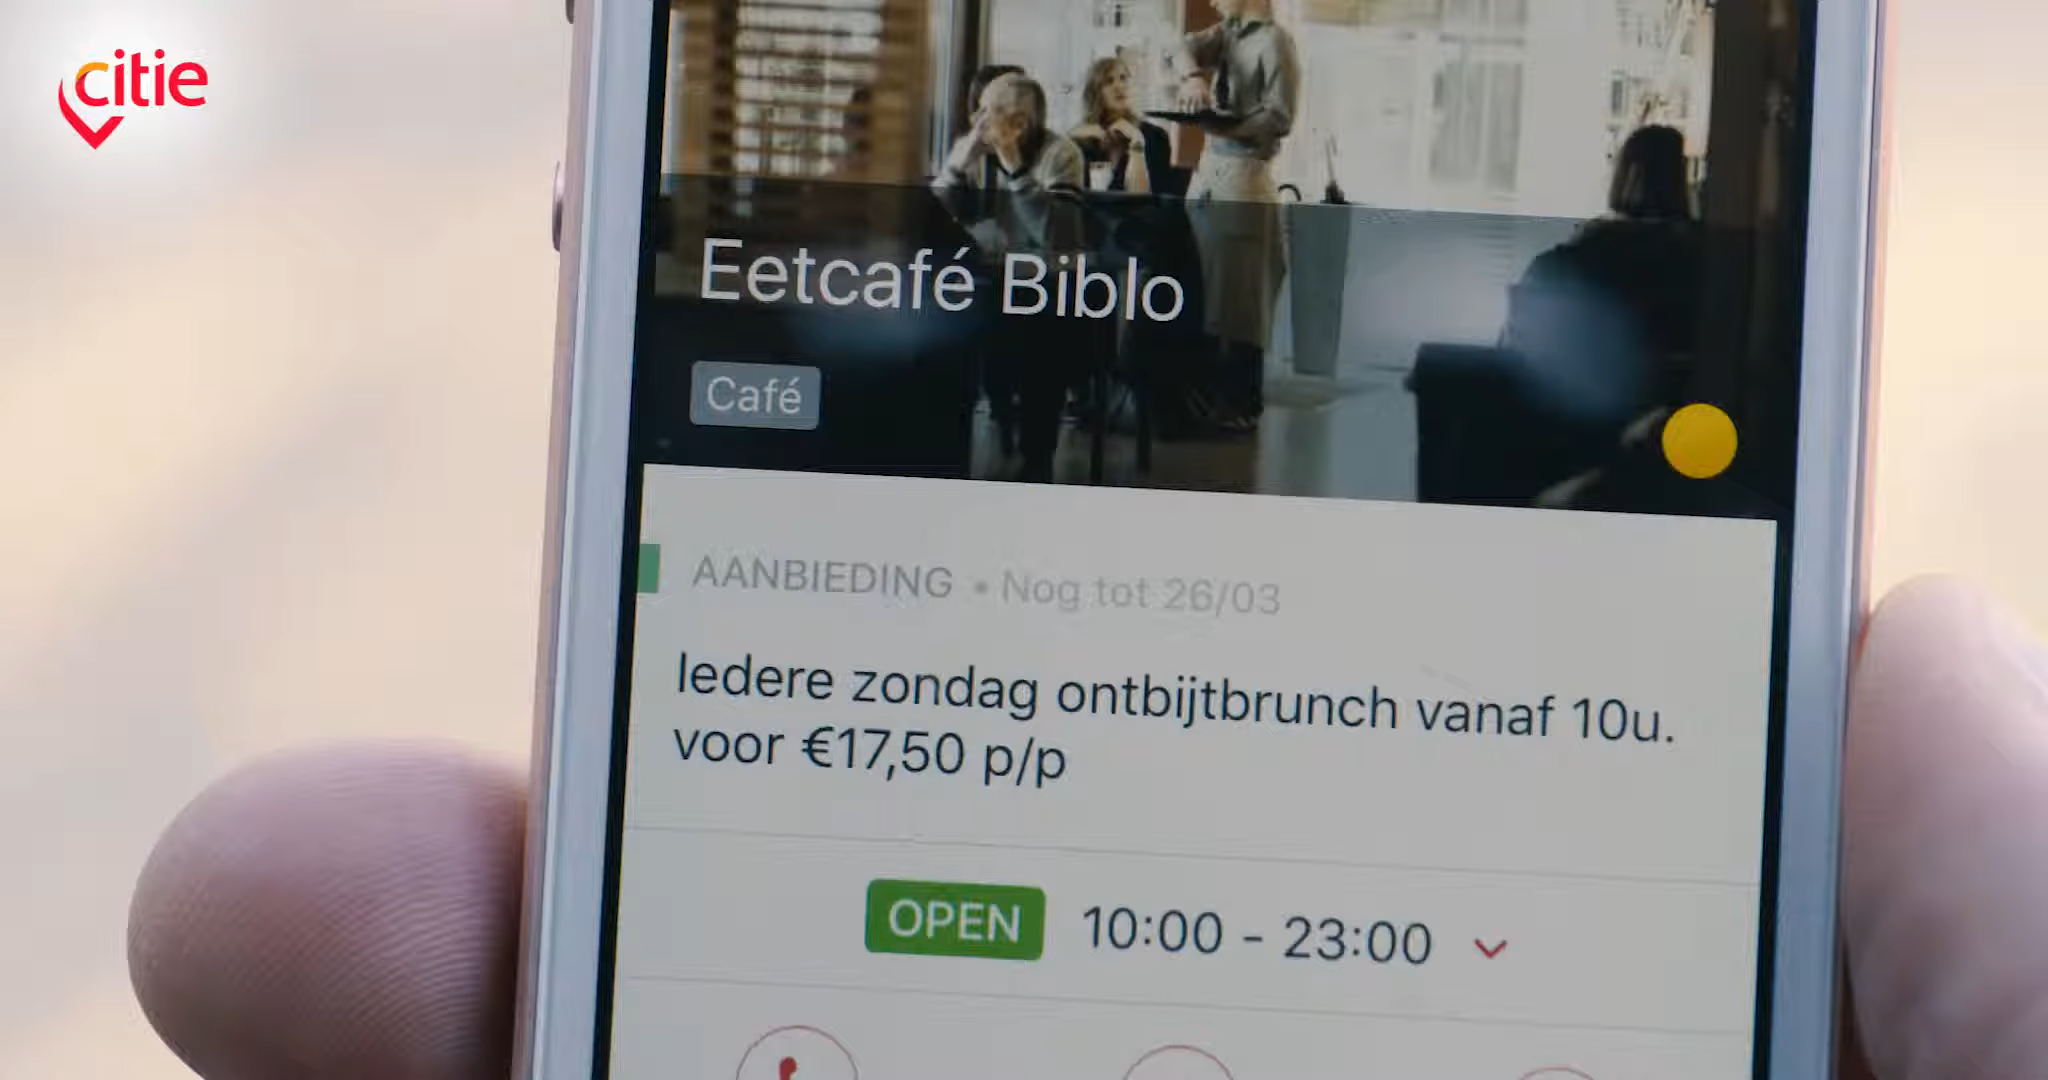 citie
Eetcafé Biblo
Café
AANBIEDING • Nog tot 26/03
Iedere zondag ontbijtbrunch vanaf 10u.
voor €17,50 p/p
OPEN 10:00 - 23:00